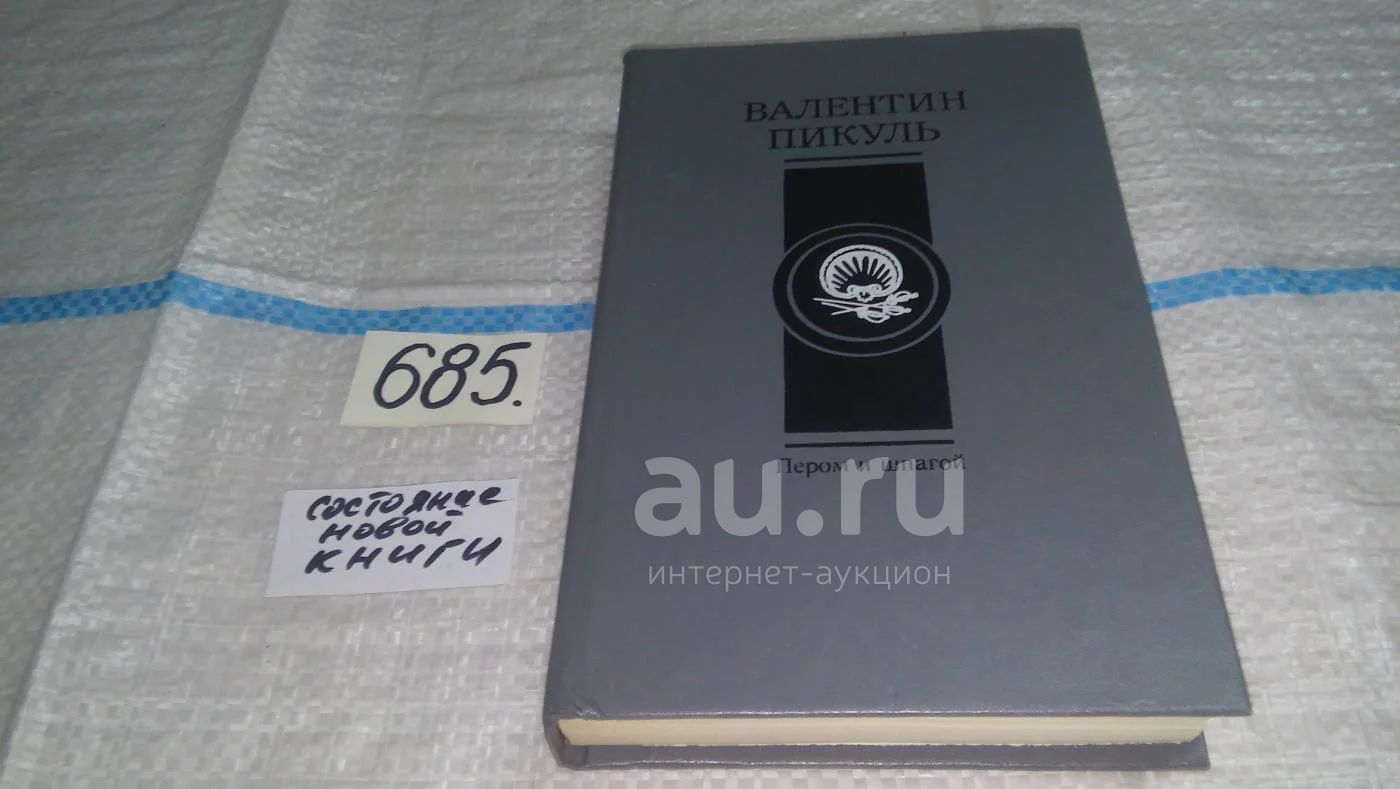 ВАЛЕНТИН
ПИКУЛЬ
Пером и шпагой
685.
состояние
новой
книги
au.ru
интернет-аукцион